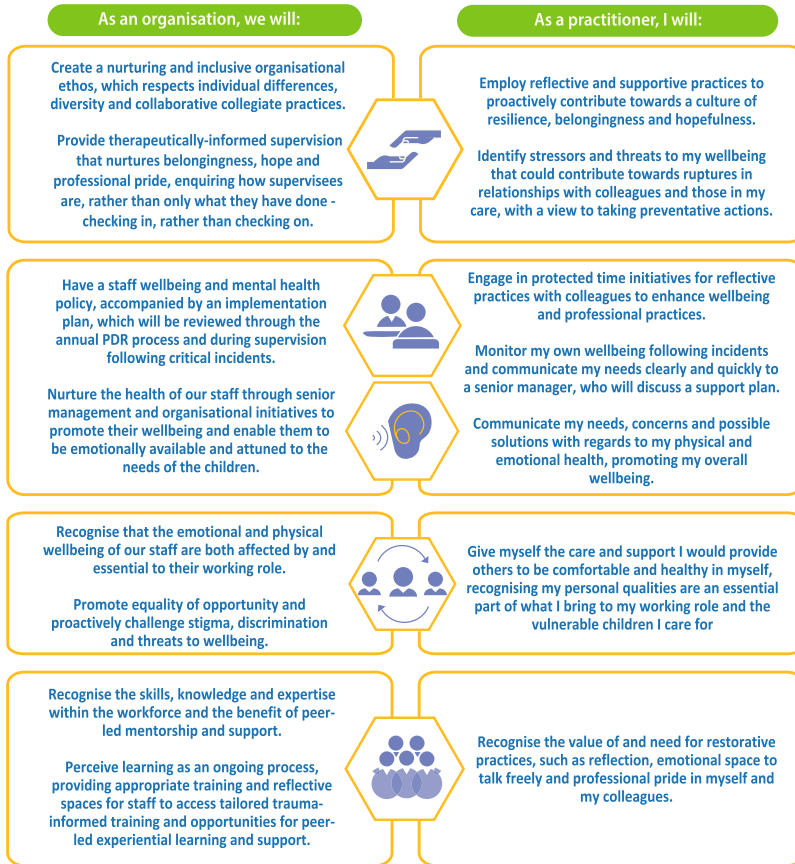 As an organisation, we will:
As a practitioner, I will:
Create a nurturing and inclusive organisational
ethos, which respects individual differences,
diversity and collaborative collegiate practices.
Provide therapeutically-informed supervision
that nurtures belongingness, hope and
professional pride, enquiring how supervisees
are, rather than only what they have done -
checking in, rather than checking on.
Employ reflective and supportive practices to
proactively contribute towards a culture of
resilience, belongingness and hopefulness.
Identify stressors and threats to my wellbeing
that could contribute towards ruptures in
relationships with colleagues and those in my
care, with a view to taking preventative actions.
Have a staff wellbeing and mental health
policy, accompanied by an implementation
plan, which will be reviewed through the
annual PDR process and during supervision
following critical incidents.
Nurture the health of our staff through senior
management and organisational initiatives to
promote their wellbeing and enable them to
be emotionally available and attuned to the
needs of the children.
Engage in protected time initiatives for reflective
practices with colleagues to enhance wellbeing
and professional practices.
Monitor my own wellbeing following incidents
and communicate my needs clearly and quickly to
a senior manager, who will discuss a support plan.
Communicate my needs, concerns and possible
solutions with regards to my physical and
emotional health, promoting my overall
wellbeing.
Recognise that the emotional and physical
wellbeing of our staff are both affected by and
essential to their working role.
Promote equality of opportunity and
proactively challenge stigma, discrimination
and threats to wellbeing.
Give myself the care and support I would provide
others to be comfortable and healthy in myself,
recognising my personal qualities are an essential
part of what I bring to my working role and the
vulnerable children I care for
Recognise the skills, knowledge and expertise
within the workforce and the benefit of peer-
led mentorship and support.
Perceive learning as an ongoing process,
providing appropriate training and reflective
spaces for staff to access tailored trauma-
informed training and opportunities for peer-
led experiential learning and support.
Recognise the value of and need for restorative
practices, such as reflection, emotional space to
talk freely and professional pride in myself and
my colleagues.